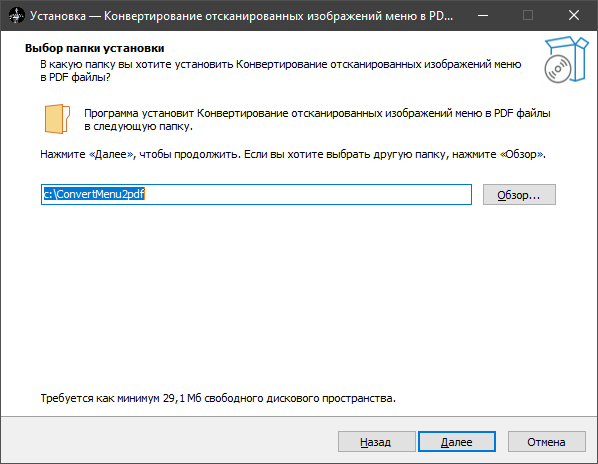 Установка — Конвертирование отсканированных изображений меню в PD...
Выбор папки установки
В какую папку вы хотите установить Конвертирование отсканированных изображений меню
в PDF файлы?
Программа установит Конвертирование отсканированных изображений меню в PDF файлы
в следующую папку.
Нажмите «Далее», чтобы продолжить. Если вы хотите выбрать другую папку, нажмите «Обзор».
c:\ConvertMenu2pdf
Обзор...
Требуется как минимум 29,1 Мб свободного дискового пространства.
Назад
Далее
Отмена